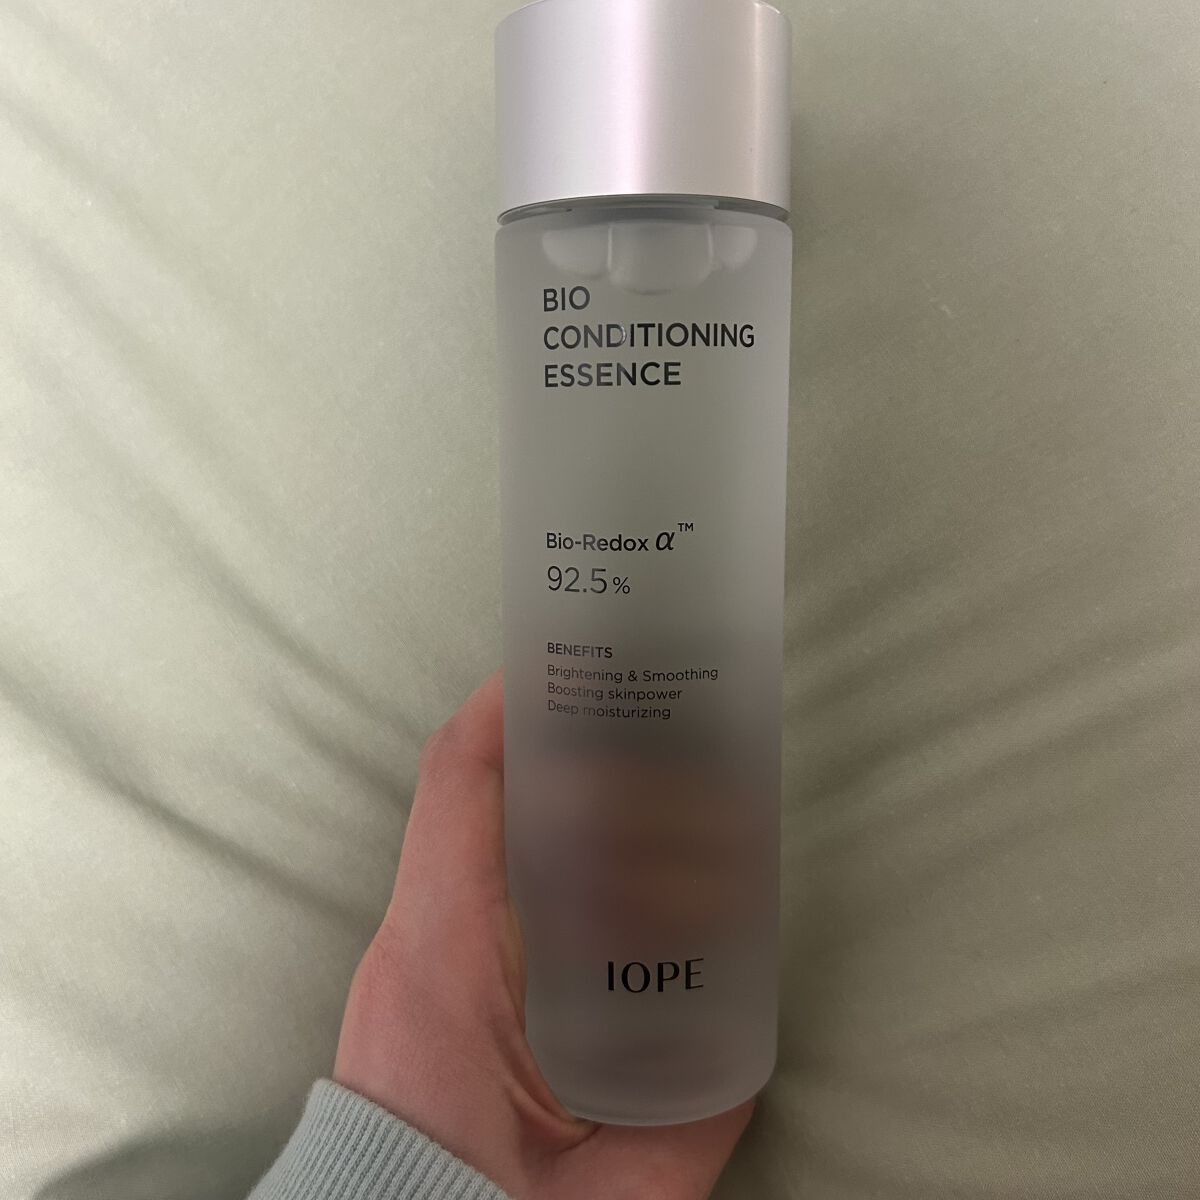 BIO
CONDITIONING
ESSENCE
Bio-Redox α™
92.5%
BENEFITS
Brightening & Smoothing
Boosting skinpower
Deep moisturizing
IOPE